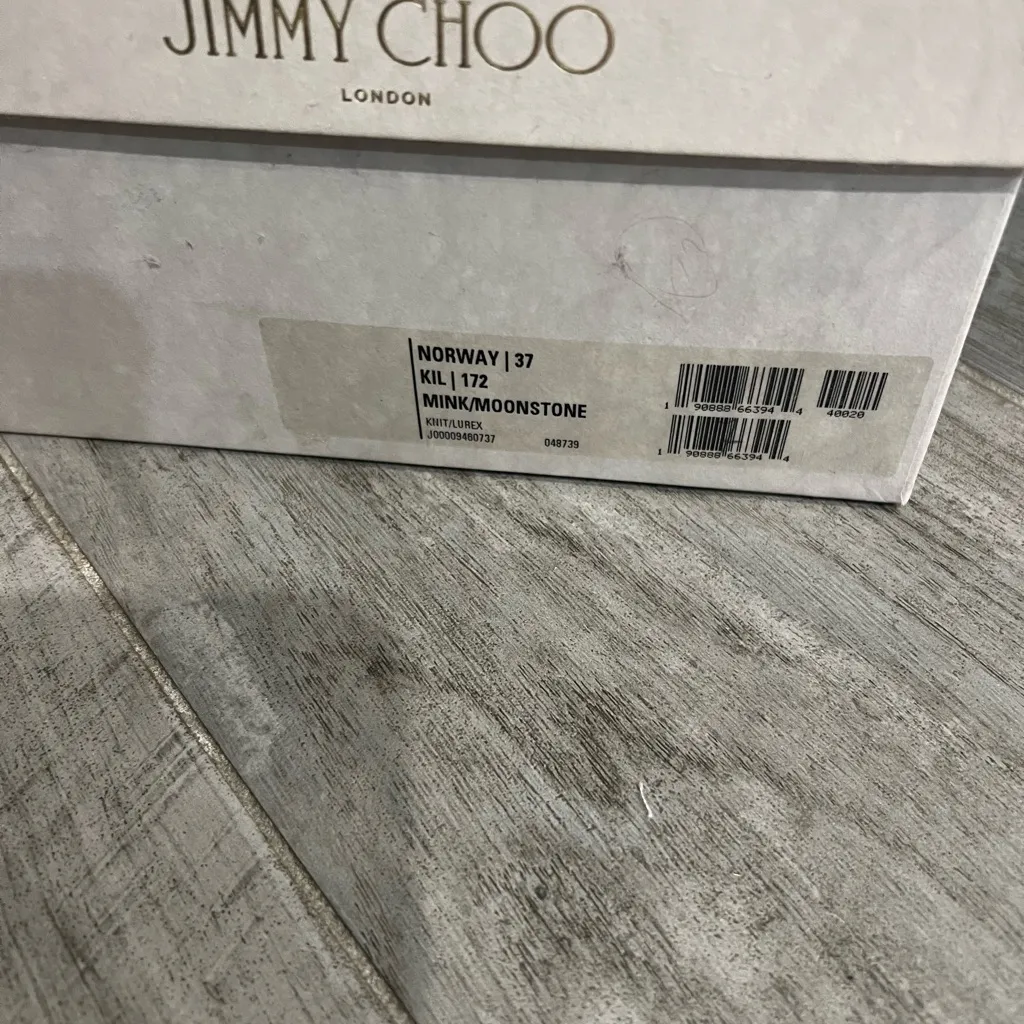 JIMMY CHOO
LONDON
NORWAY | 37
KIL | 172
MINK/MOONSTONE
KNIT/LUREX
J00009460737 048739
1 90888 66394 4 40020
1 90888 66394 4